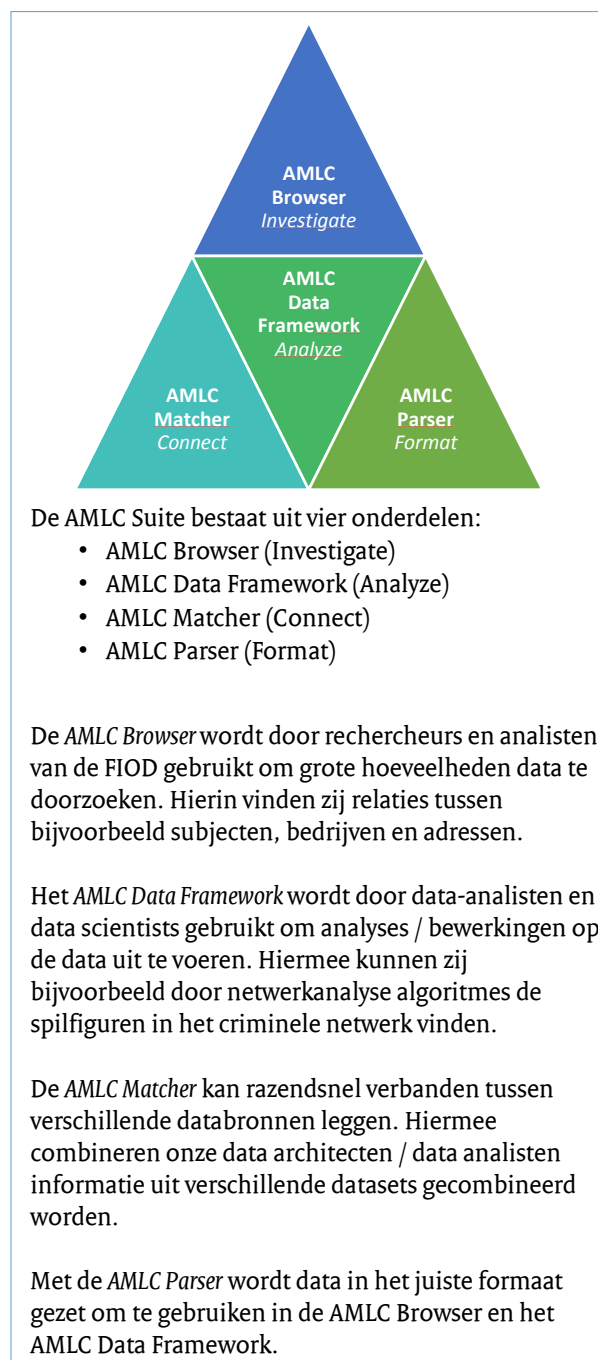 AMLC
Browser
Investigate
AMLC
Data
Framework
Analyze
AMLC
Matcher
Connect
AMLC
Parser
Format
De AMLC Suite bestaat uit vier onderdelen:
• AMLC Browser (Investigate)
• AMLC Data Framework (Analyze)
• AMLC Matcher (Connect)
• AMLC Parser (Format)
De AMLC Browser wordt door rechercheurs en analisten
van de FIOD gebruikt om grote hoeveelheden data te
doorzoeken. Hierin vinden zij relaties tussen
bijvoorbeeld subjecten, bedrijven en adressen.
Het AMLC Data Framework wordt door data-analisten en
data scientists gebruikt om analyses / bewerkingen op
de data uit te voeren. Hiermee kunnen zij
bijvoorbeeld door netwerkanalyse algoritmes de
spilfiguren in het criminele netwerk vinden.
De AMLC Matcher kan razendsnel verbanden tussen
verschillende databronnen leggen. Hiermee
combineren onze data architecten / data analisten
informatie uit verschillende datasets gecombineerd
worden.
Met de AMLC Parser wordt data in het juiste formaat
gezet om te gebruiken in de AMLC Browser en het
AMLC Data Framework.